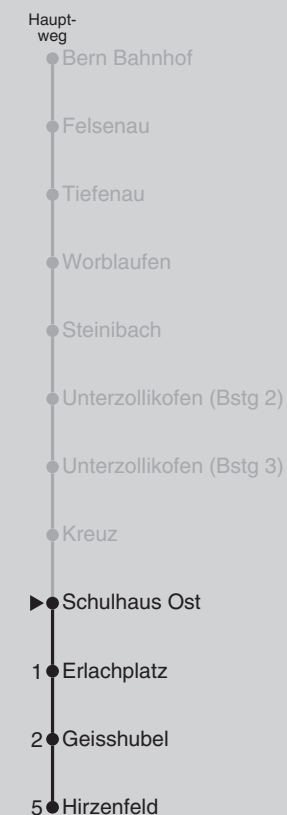 Haupt-
weg
Bern Bahnhof
Felsenau
Tiefenau
Worblaufen
Steinibach
Unterzollikofen (Bstg 2)
Unterzollikofen (Bstg 3)
Kreuz
Schulhaus Ost
1 Erlachplatz
2 Geisshubel
5 Hirzenfeld